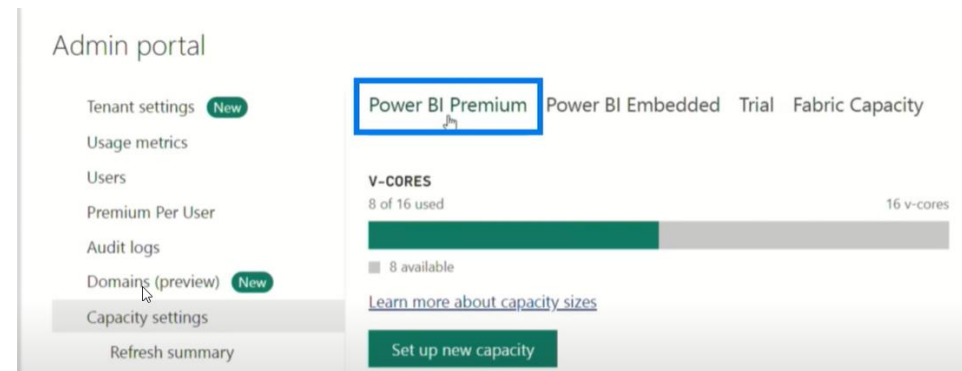 Admin portal
Tenant settings New
Usage metrics
Users
Premium Per User
Audit logs
Domains (preview) New
Capacity settings
Refresh summary
Power BI Premium Power BI Embedded Trial Fabric Capacity
V-CORES
8 of 16 used 16 v-cores
8 available
Learn more about capacity sizes
Set up new capacity